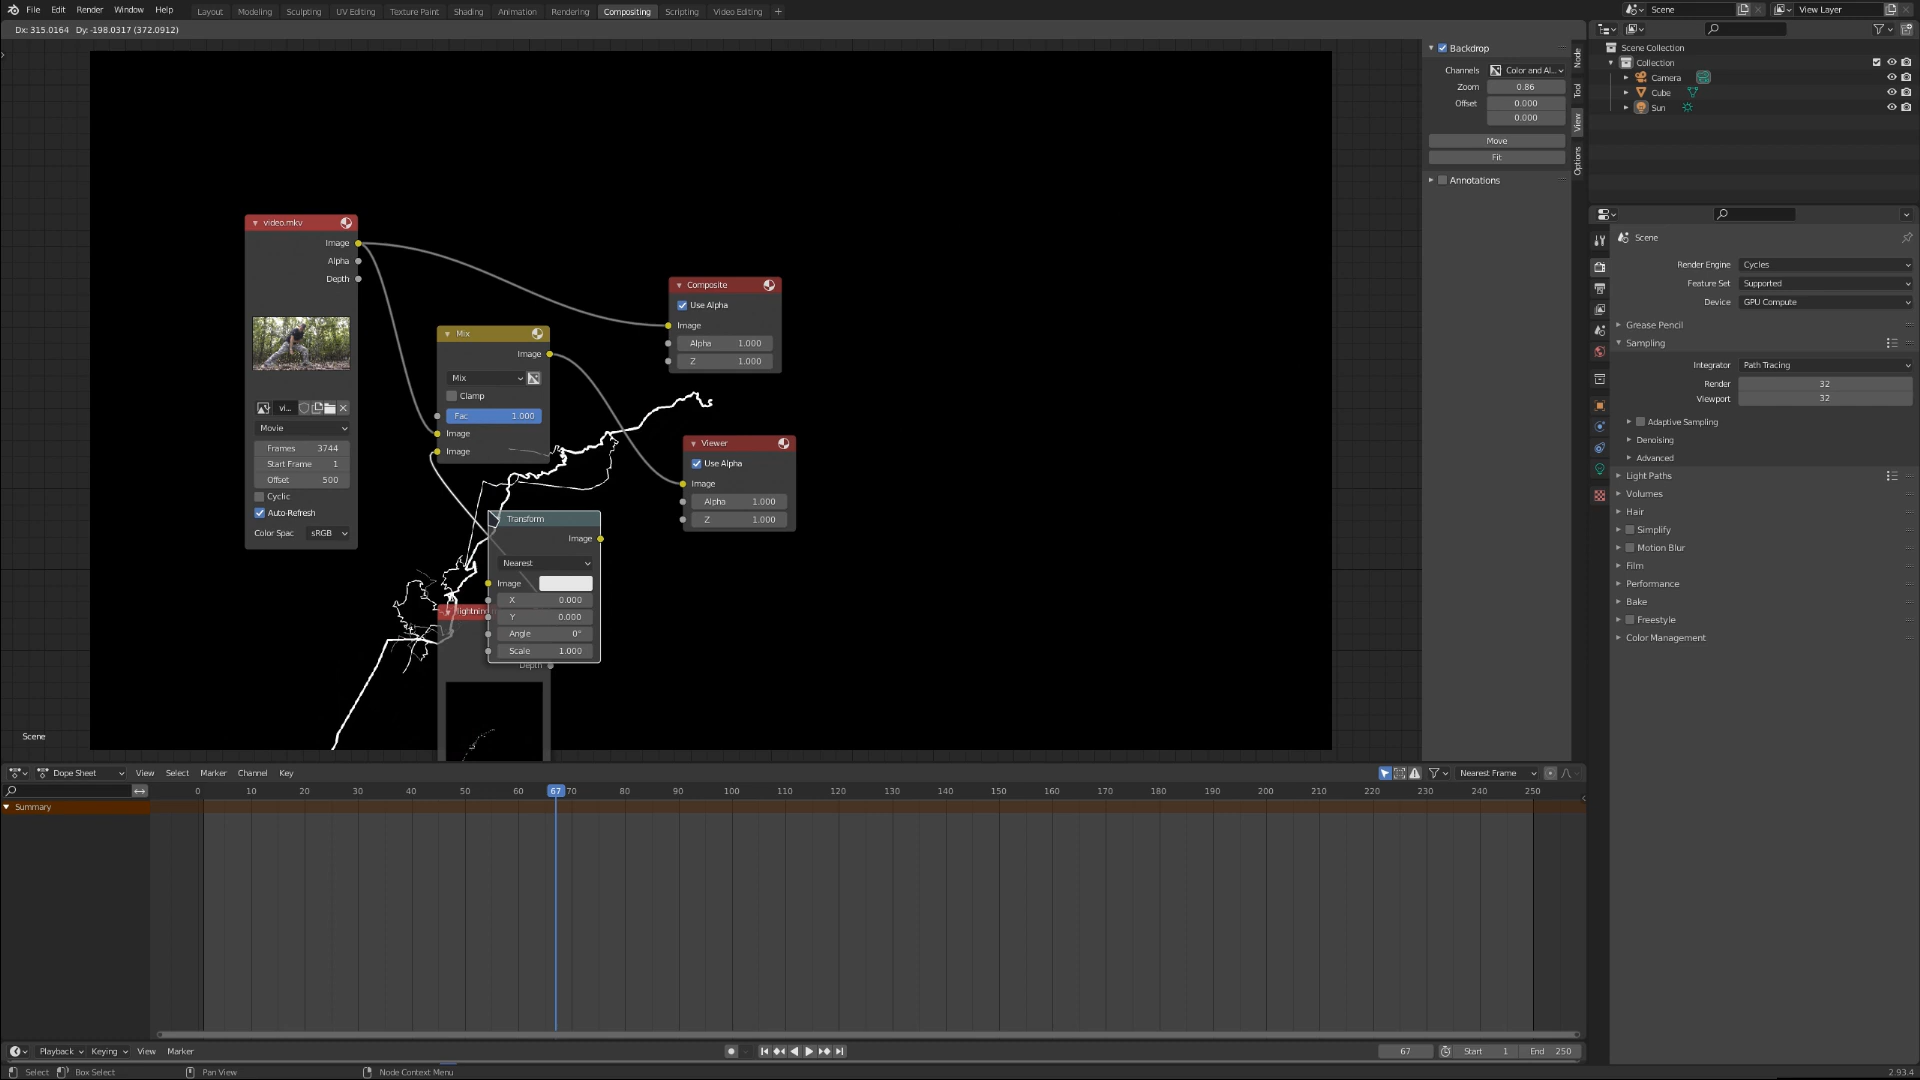 File Edit Render Window Help
Layout Modeling Sculpting UV Editing Texture Paint Shading Animation Rendering Compositing Scripting Video Editing +
Scene
View Layer
Dx: 315.0164 Dy: -198.0317 (372.0912)
Backdrop
Channels Color and Al...
Zoom 0.86
Offset 0.000
0.000
Move
Fit
Annotations
Node
Tool
View
Options
Scene Collection
Collection
Camera
Cube
Sun
Scene
Render Engine Cycles
Feature Set Supported
Device GPU Compute
Grease Pencil
Sampling
Integrator Path Tracing
Render 32
Viewport 32
Adaptive Sampling
Denoising
Advanced
Light Paths
Volumes
Hair
Simplify
Motion Blur
Film
Performance
Bake
Freestyle
Color Management
video.mkv
Image
Alpha
Depth
vi...
Movie
Frames 3744
Start Frame 1
Offset 500
Cyclic
Auto-Refresh
Color Spac sRGB
Mix
Image
Mix
Clamp
Fac 1.000
Image
Image
Composite
Use Alpha
Image
Alpha 1.000
Z 1.000
Viewer
Use Alpha
Image
Alpha 1.000
Z 1.000
Transform
Image
Nearest
Image
X 0.000
Y 0.000
Angle 0°
Scale 1.000
Depth
Scene
Dope Sheet View Select Marker Channel Key
Nearest Frame
0 10 20 30 40 50 60 67 70 80 90 100 110 120 130 140 150 160 170 180 190 200 210 220 230 240 250
Summary
Playback Keying View Marker
67 Start 1 End 250
Select Box Select Pan View Node Context Menu
2.93.4